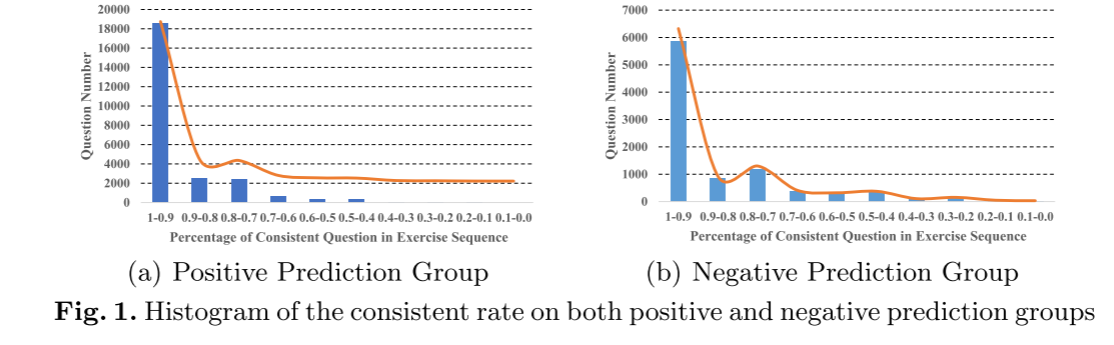 20000
18000
16000
14000
12000
10000
8000
6000
4000
2000
0
Question Number
1-0.9 0.9-0.8 0.8-0.7 0.7-0.6 0.6-0.5 0.5-0.4 0.4-0.3 0.3-0.2 0.2-0.1 0.1-0.0
Percentage of Consistent Question in Exercise Sequence
(a) Positive Prediction Group
7000
6000
5000
4000
3000
2000
1000
0
Question Number
1-0.9 0.9-0.8 0.8-0.7 0.7-0.6 0.6-0.5 0.5-0.4 0.4-0.3 0.3-0.2 0.2-0.1 0.1-0.0
Percentage of Consistent Question in Exercise Sequence
(b) Negative Prediction Group
Fig. 1. Histogram of the consistent rate on both positive and negative prediction groups